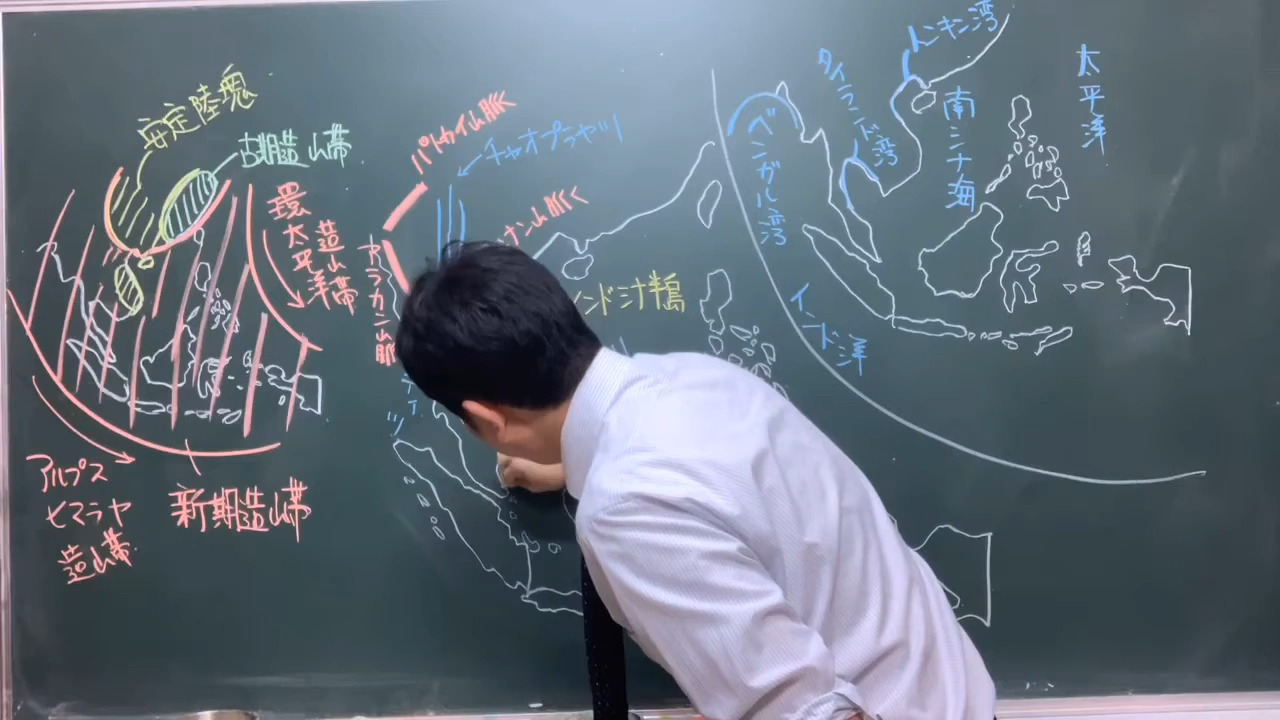 安定陸塊
古期造山帯
環太平洋
造山帯
アルプス
ヒマラヤ
造山帯
新期造山帯
パトカイ山脈
チャオプラヤ川
ナン山脈
アラカン山脈
インドシナ半島
ベンガル湾
タイランド湾
トンキン湾
南シナ海
太平洋
インド洋